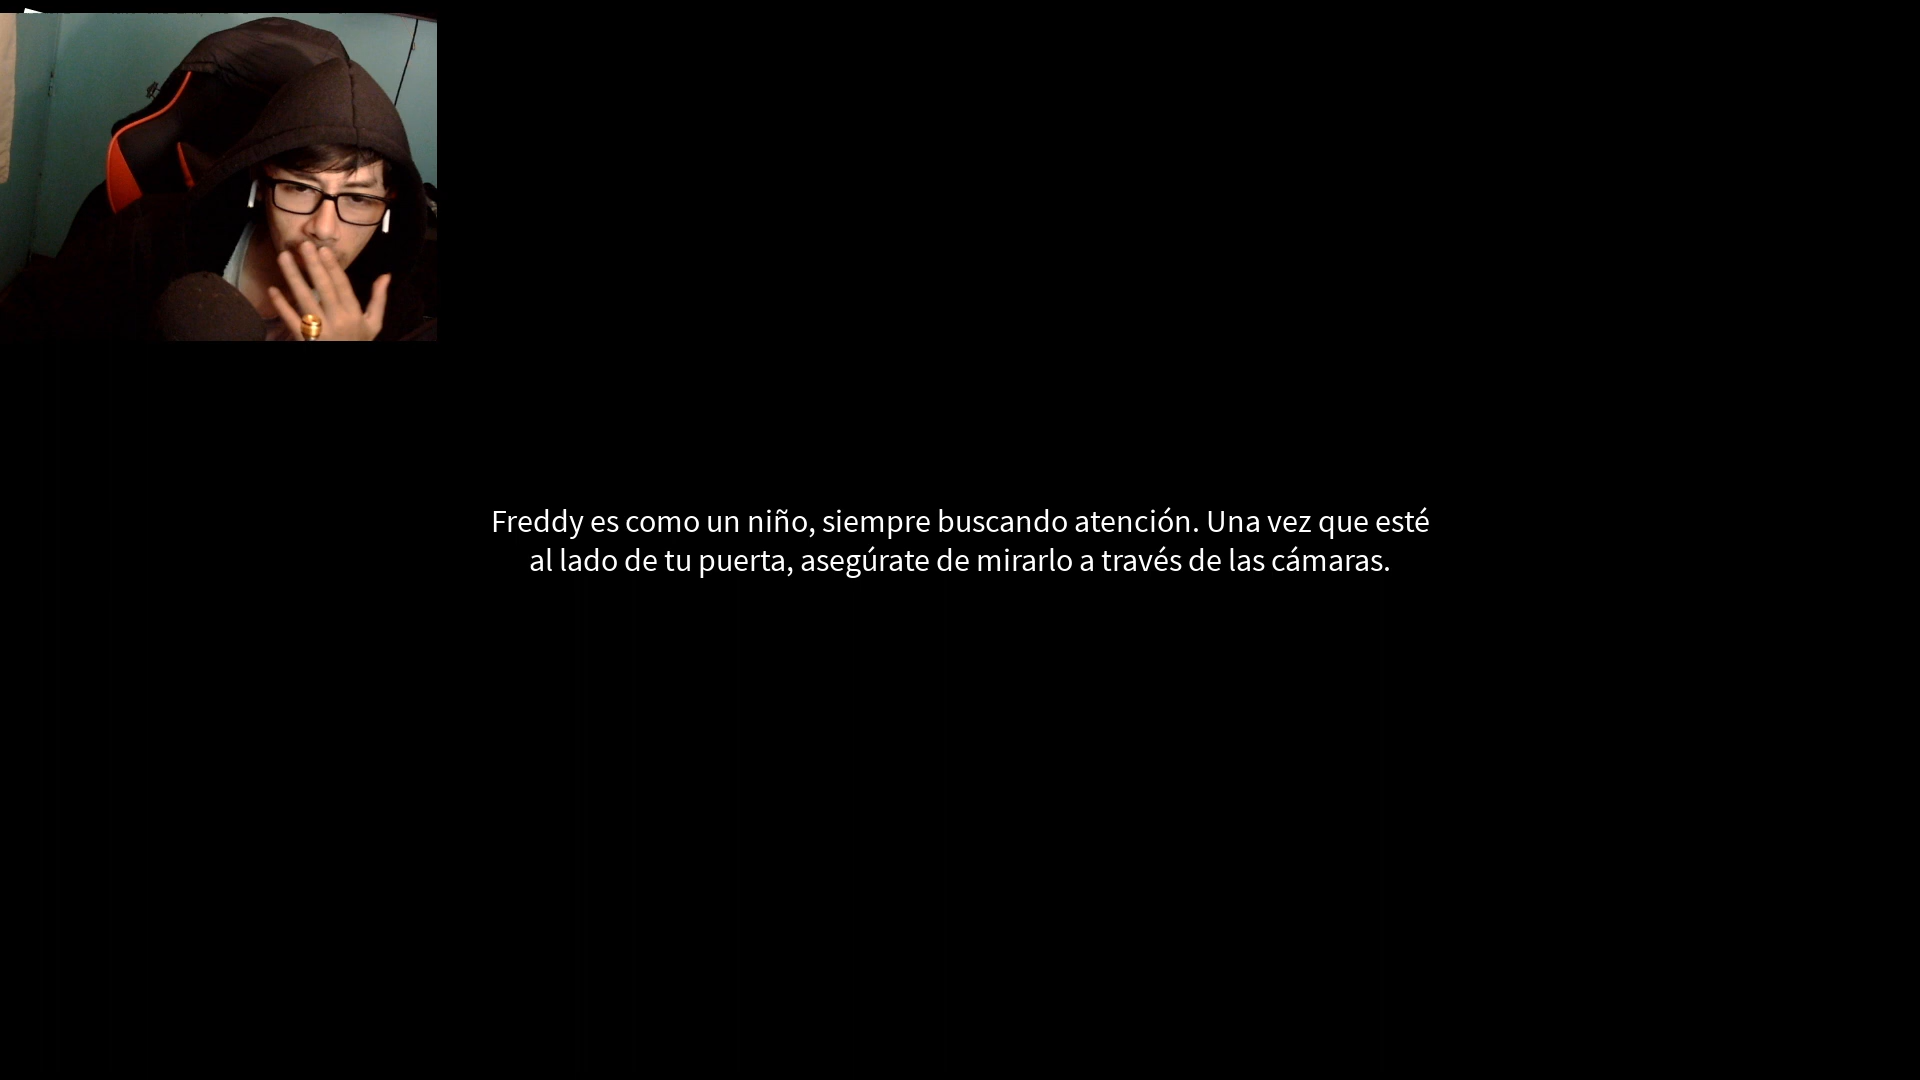 Freddy es como un niño, siempre buscando atención. Una vez que esté
al lado de tu puerta, asegúrate de mirarlo a través de las cámaras.